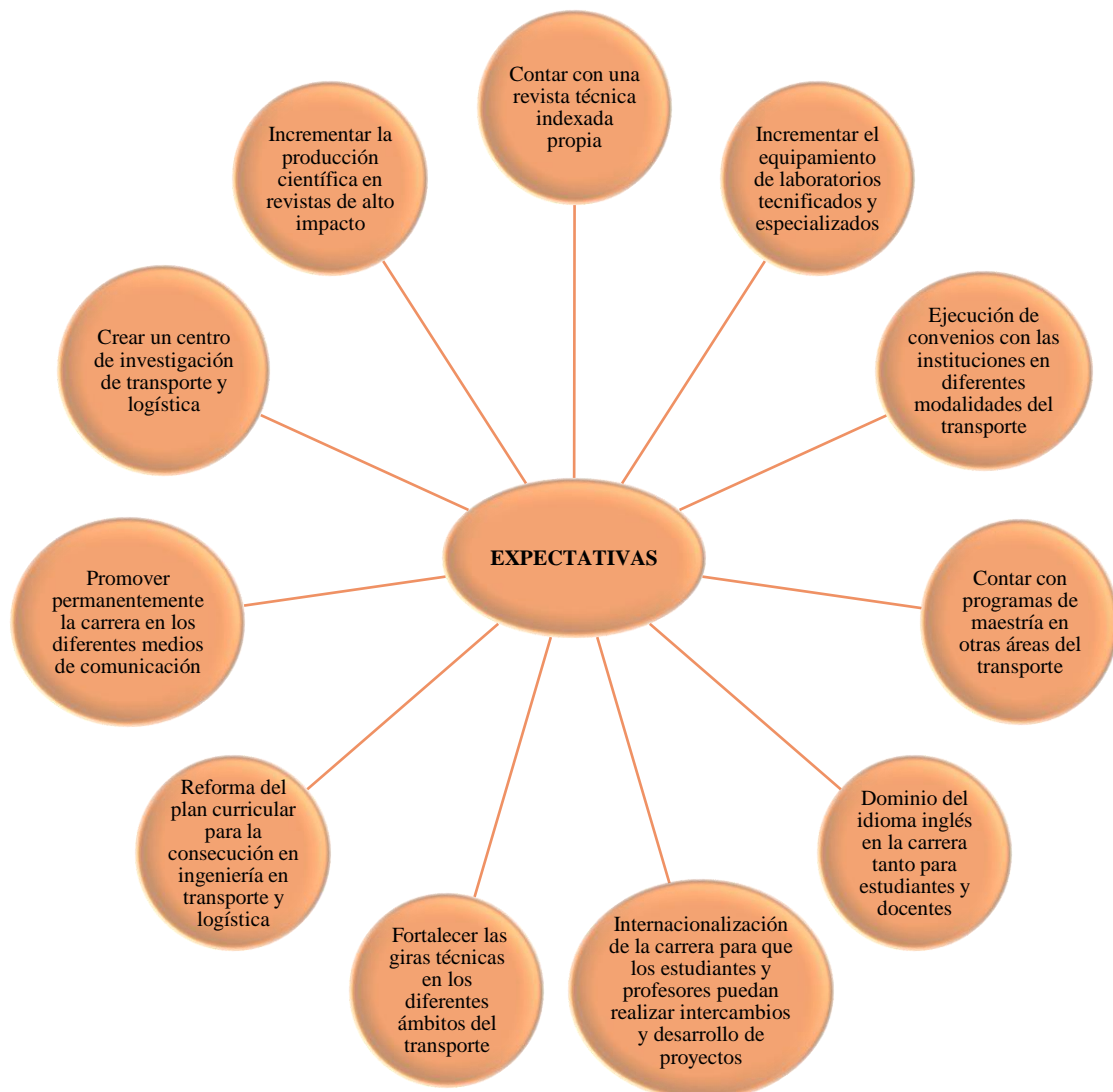 Contar con una
revista técnica
indexada
propia
Incrementar el
equipamiento
de laboratorios
tecnificados y
especializados
Ejecución de
convenios con las
instituciones en
diferentes
modalidades del
transporte
Contar con
programas de
maestría en
otras áreas del
transporte
Dominio del
idioma inglés
en la carrera
tanto para
estudiantes y
docentes
Internacionalización
de la carrera para que
los estudiantes y
profesores puedan
realizar intercambios
y desarrollo de
proyectos
Fortalecer las
giras técnicas
en los
diferentes
ámbitos del
transporte
Reforma del
plan curricular
para la
consecución en
ingeniería en
transporte y
logística
Promover
permanentemente
la carrera en los
diferentes medios
de comunicación
Crear un centro
de investigación
de transporte y
logística
Incrementar la
producción
científica en
revistas de alto
impacto
EXPECTATIVAS